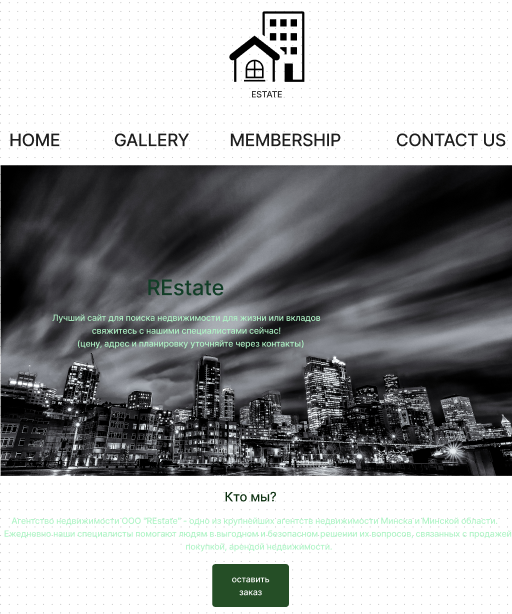 ESTATE
HOME GALLERY MEMBERSHIP CONTACT US
REstate
Лучший сайт для поиска недвижимости для жизни или вкладов
свяжитесь с нашими специалистами сейчас!
(цену, адрес и планировку уточняйте через контакты)
Кто мы?
Агентство недвижимости ООО "REstate" - одно из крупнейших агентств недвижимости Минска и Минской области.
Ежедневно наши специалисты помогают людям в выгодном и безопасном решении их вопросов, связанных с продажей
покупкой, арендой недвижимости.
оставить
заказ